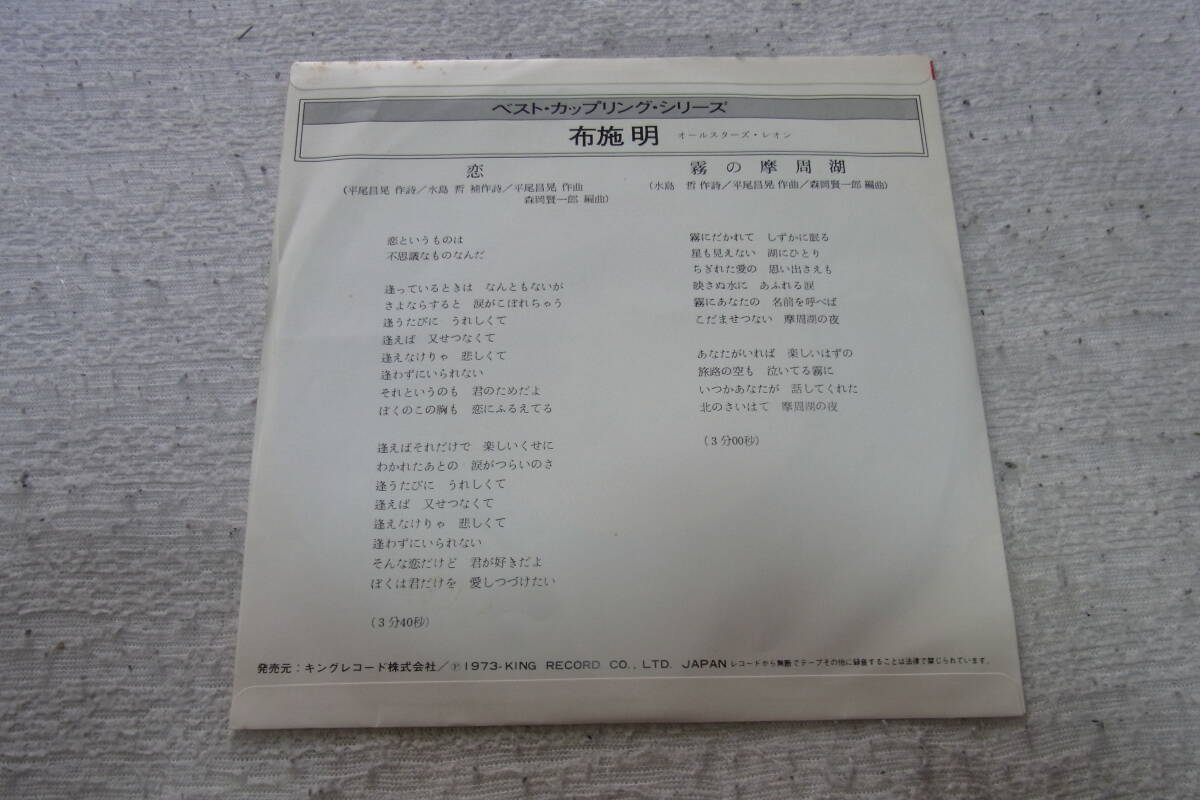 ベスト・カップリング・シリーズ
布施 明 オールスターズ・レオン
恋
(平尾昌晃 作詩/水島 哲 補作詩/平尾昌晃 作曲
森岡賢一郎 編曲)
恋というものは
不思議なものなんだ
逢っているときは なんともないが
さよならすると 涙がこぼれちゃう
逢うたびに うれしくて
逢えば 又せつなくて
逢えなけりゃ 悲しくて
逢わずにいられない
それというのも 君のためだよ
ぼくのこの胸も 恋にふるえてる
逢えばそれだけで 楽しいくせに
わかれたあとの 涙がつらいのさ
逢うたびに うれしくて
逢えば 又せつなくて
逢えなけりゃ 悲しくて
逢わずにいられない
そんな恋だけど 君が好きだよ
ぼくは君だけを 愛しつづけたい
(3分40秒)
霧の摩周湖
(水島 哲 作詩/平尾昌晃 作曲/森岡賢一郎 編曲)
霧にだかれて しずかに眠る
星も見えない 湖にひとり
ちぎれた愛の 思い出さえも
映さぬ水に あふれる涙
霧にあなたの 名前を呼べば
こだませつない 摩周湖の夜
あなたがいれば 楽しいはずの
旅路の空も 泣いてる霧に
いつかあなたが 話してくれた
北のさいはて 摩周湖の夜
(3分00秒)
発売元:キングレコード株式会社/Ⓟ1973-KING RECORD CO., LTD. JAPAN レコードから無断でテープその他に録音することは法律で禁じられています。